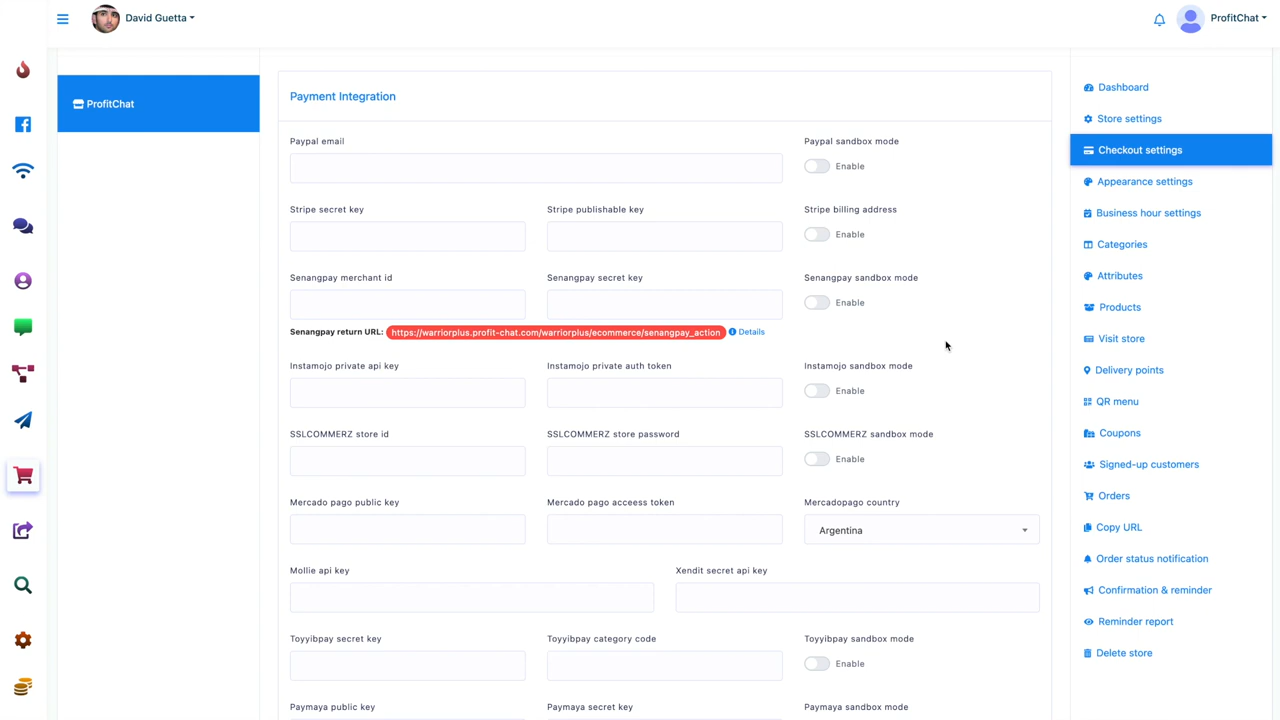 David Guetta
ProfitChat
ProfitChat
Payment Integration
Paypal email
Paypal sandbox mode
Enable
Stripe secret key
Stripe publishable key
Stripe billing address
Enable
Senangpay merchant id
Senangpay secret key
Senangpay sandbox mode
Enable
Senangpay return URL: https://warriorplus.profit-chat.com/warriorplus/ecommerce/senangpay_action Details
Instamojo private api key
Instamojo private auth token
Instamojo sandbox mode
Enable
SSLCOMMERZ store id
SSLCOMMERZ store password
SSLCOMMERZ sandbox mode
Enable
Mercado pago public key
Mercado pago acceess token
Mercadopago country
Argentina
Mollie api key
Xendit secret api key
Toyyibpay secret key
Toyyibpay category code
Toyyibpay sandbox mode
Enable
Paymaya public key
Paymaya secret key
Paymaya sandbox mode
Dashboard
Store settings
Checkout settings
Appearance settings
Business hour settings
Categories
Attributes
Products
Visit store
Delivery points
QR menu
Coupons
Signed-up customers
Orders
Copy URL
Order status notification
Confirmation & reminder
Reminder report
Delete store